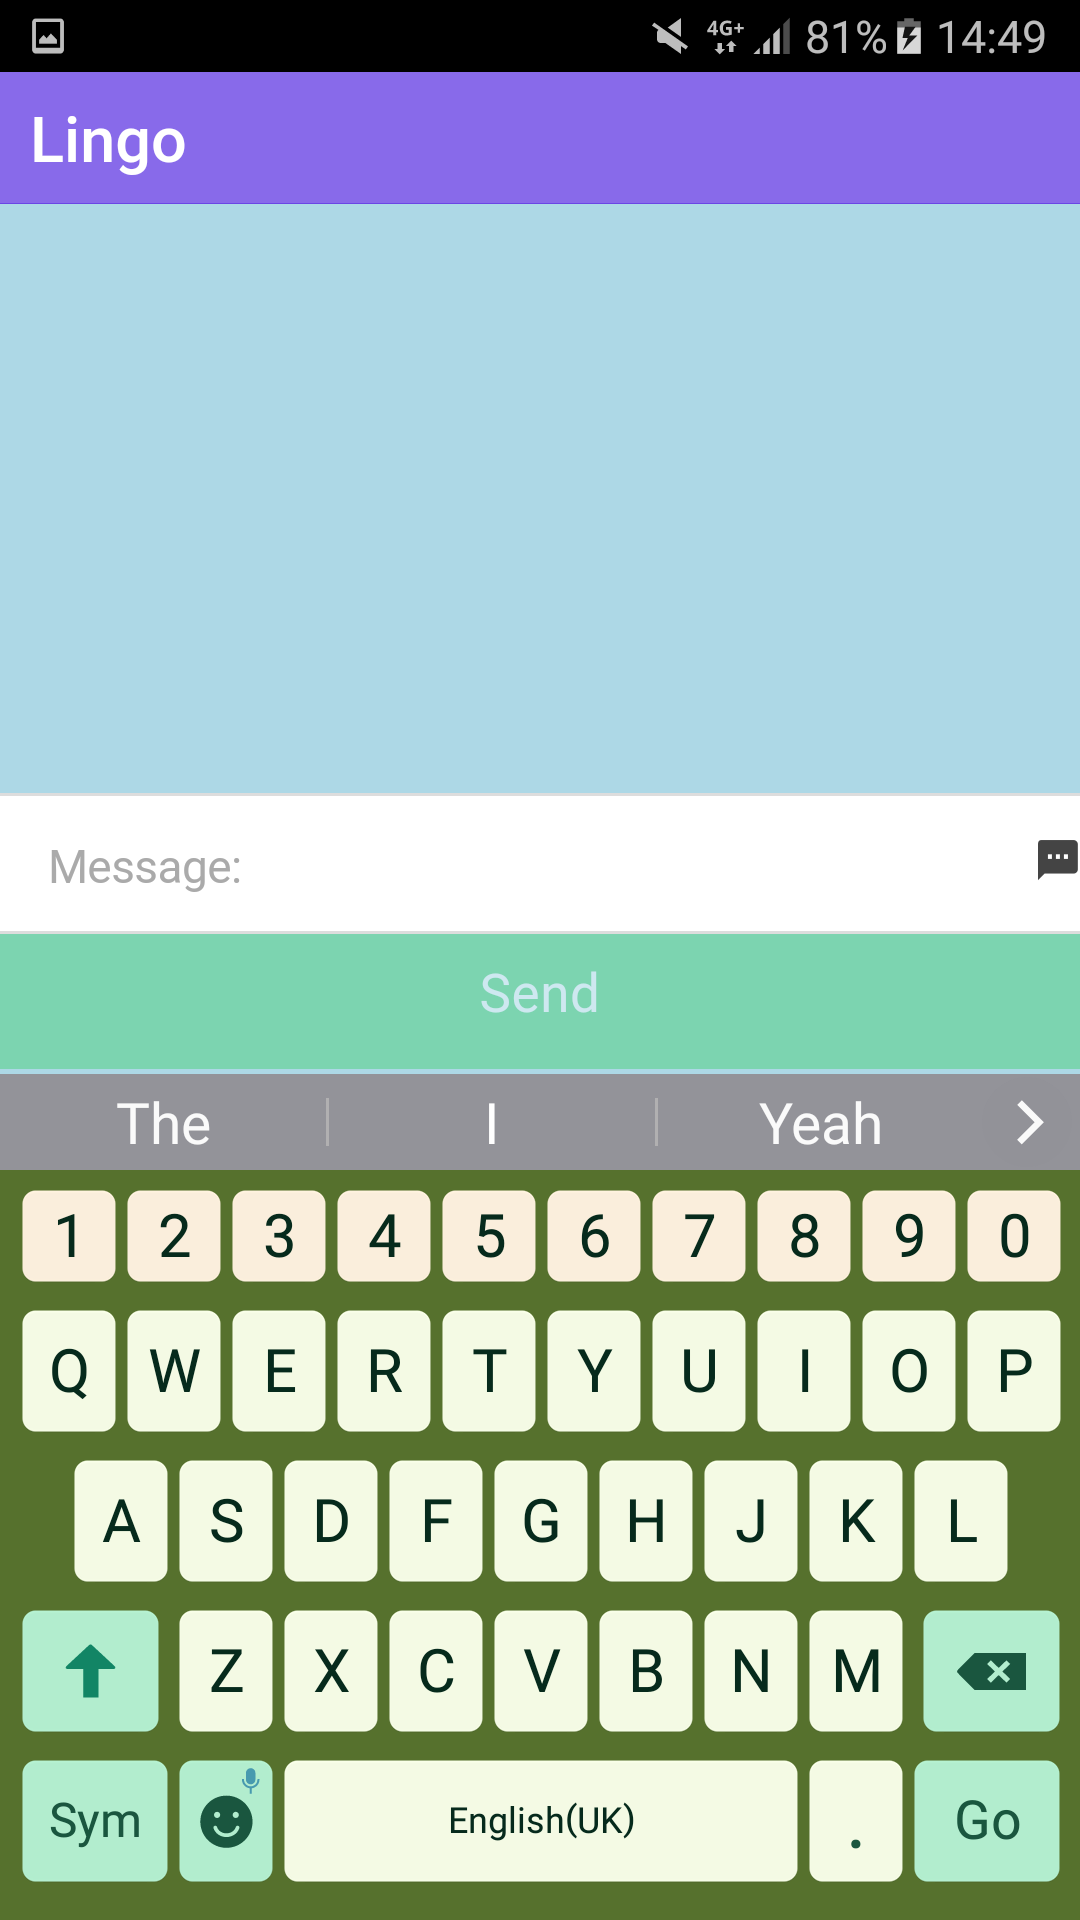 4G+ 81% 14:49
Lingo
Message:
Send
The I Yeah
1 2 3 4 5 6 7 8 9 0
Q W E R T Y U I O P
A S D F G H J K L
Z X C V B N M
Sym English(UK) . Go